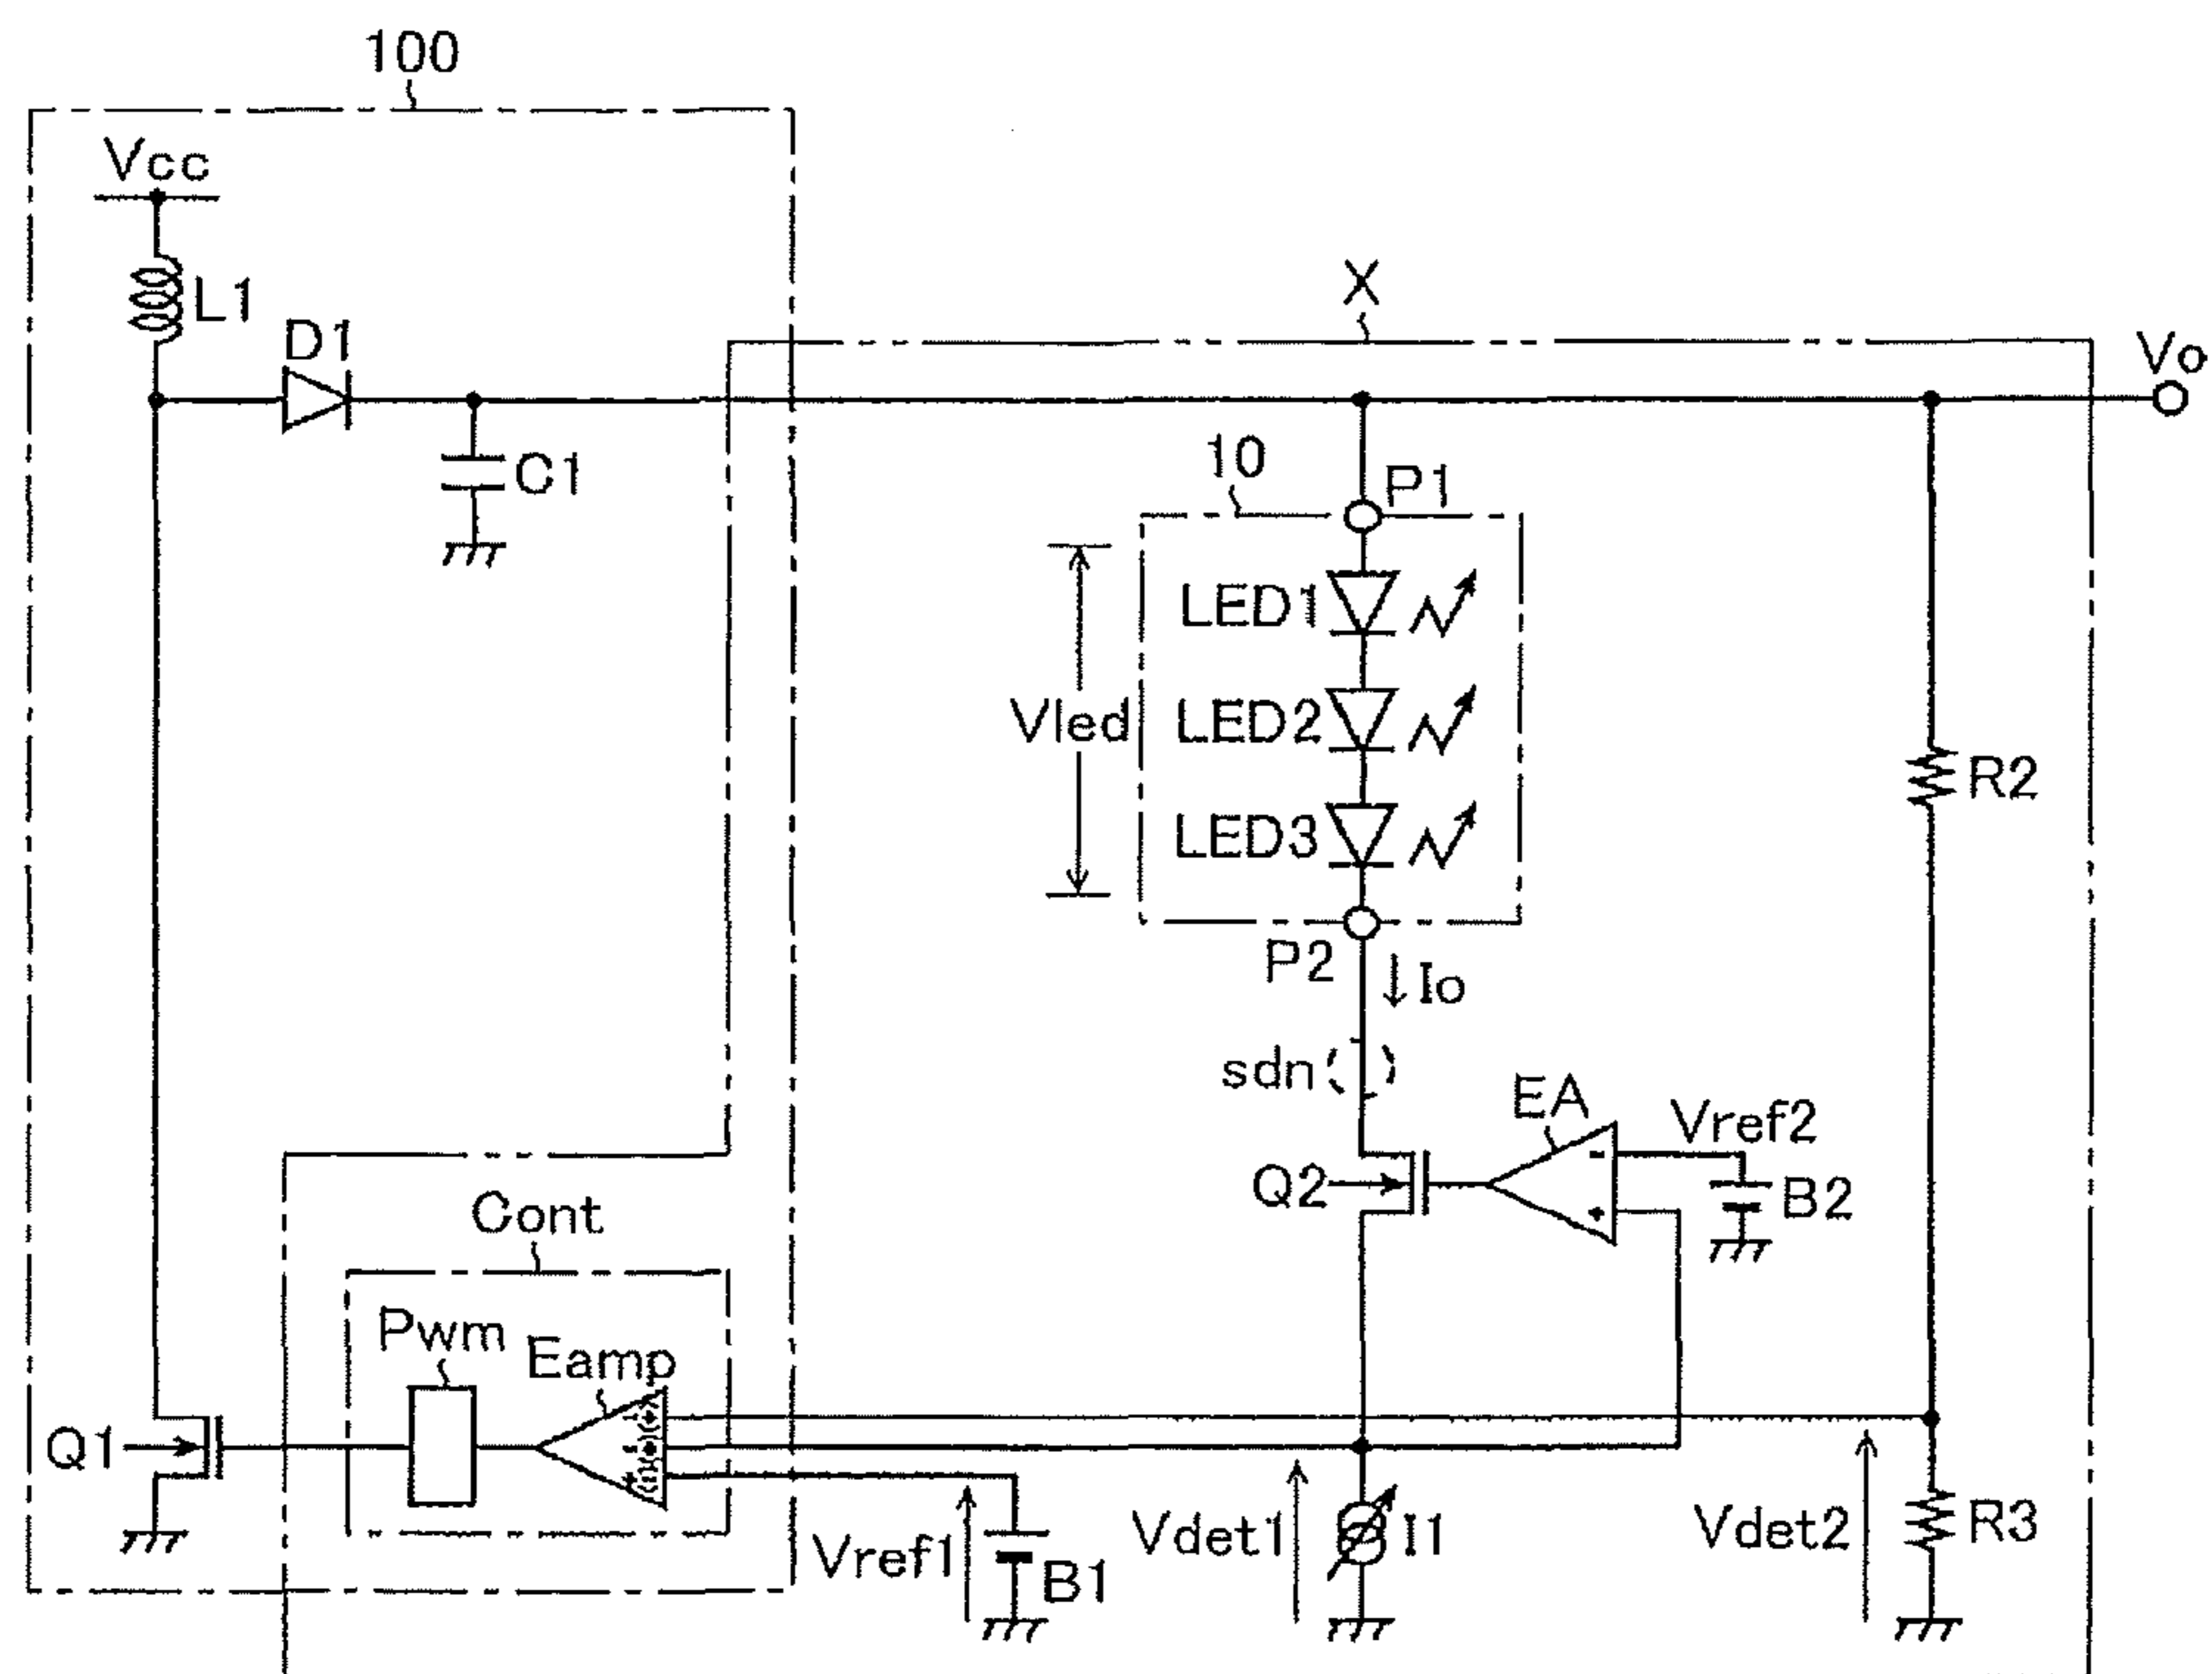 100
Vcc
L1
D1
C1
X
Vo
10
P1
LED1
Vled
LED2
LED3
R2
P2
Io
sdn
EA
Vref2
Q2
B2
-
+
Cont
Pwm
Eamp
Q1
Vref1
B1
Vdet1
I1
Vdet2
R3